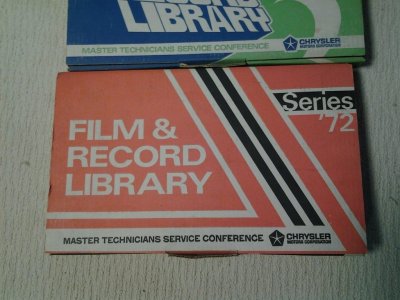 LIBRARY
MASTER TECHNICIANS SERVICE CONFERENCE
CHRYSLER
MOTORS CORPORATION
Series
'72
FILM &
RECORD
LIBRARY
MASTER TECHNICIANS SERVICE CONFERENCE
CHRYSLER
MOTORS CORPORATION